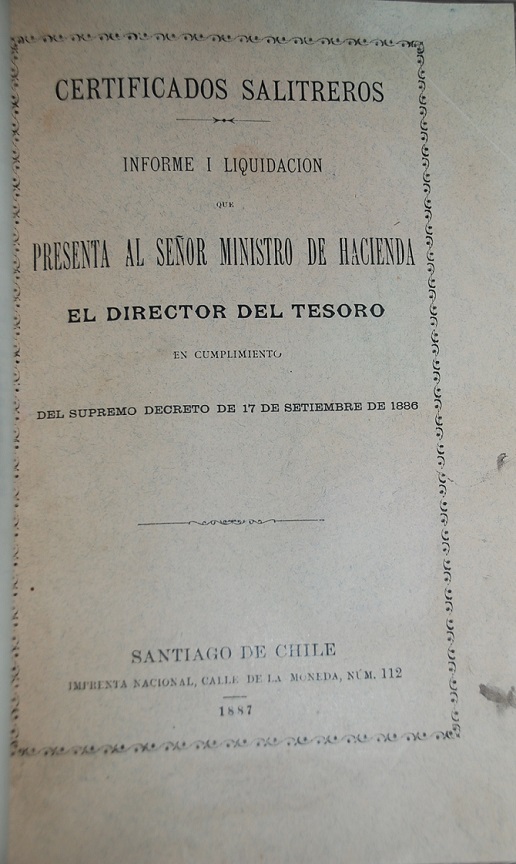 CERTIFICADOS SALITREROS
INFORME I LIQUIDACION
QUE
PRESENTA AL SEÑOR MINISTRO DE HACIENDA
EL DIRECTOR DEL TESORO
EN CUMPLIMIENTO
DEL SUPREMO DECRETO DE 17 DE SETIEMBRE DE 1886
SANTIAGO DE CHILE
IMPRENTA NACIONAL, CALLE DE LA MONEDA, NÚM. 112
1887